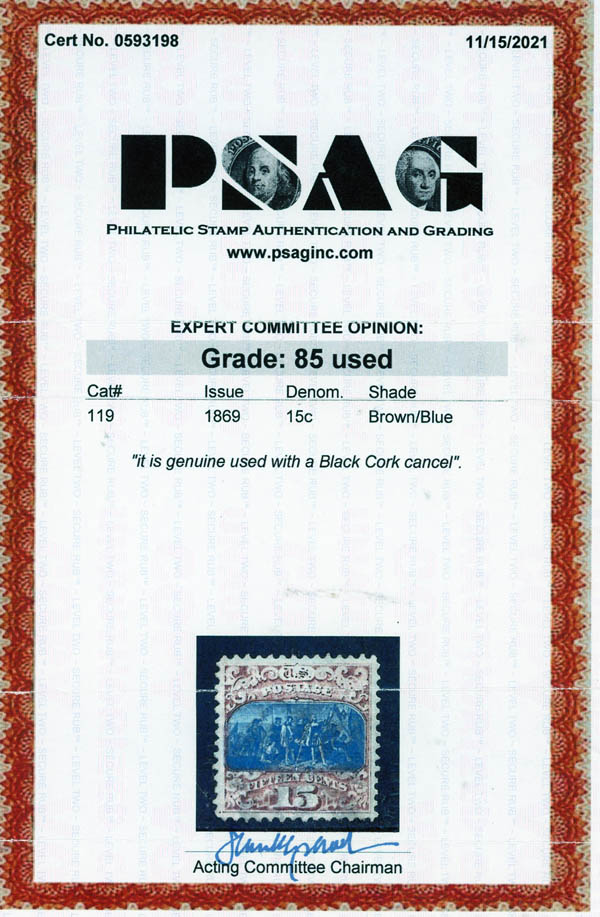 Cert No. 0593198 11/15/2021
PSAG
PHILATELIC STAMP AUTHENTICATION AND GRADING
www.psaginc.com
EXPERT COMMITTEE OPINION:
Grade: 85 used
Cat# Issue Denom. Shade
119 1869 15c Brown/Blue
"it is genuine used with a Black Cork cancel".
U.S.
POSTAGE
FIFTEEN CENTS
15
Acting Committee Chairman